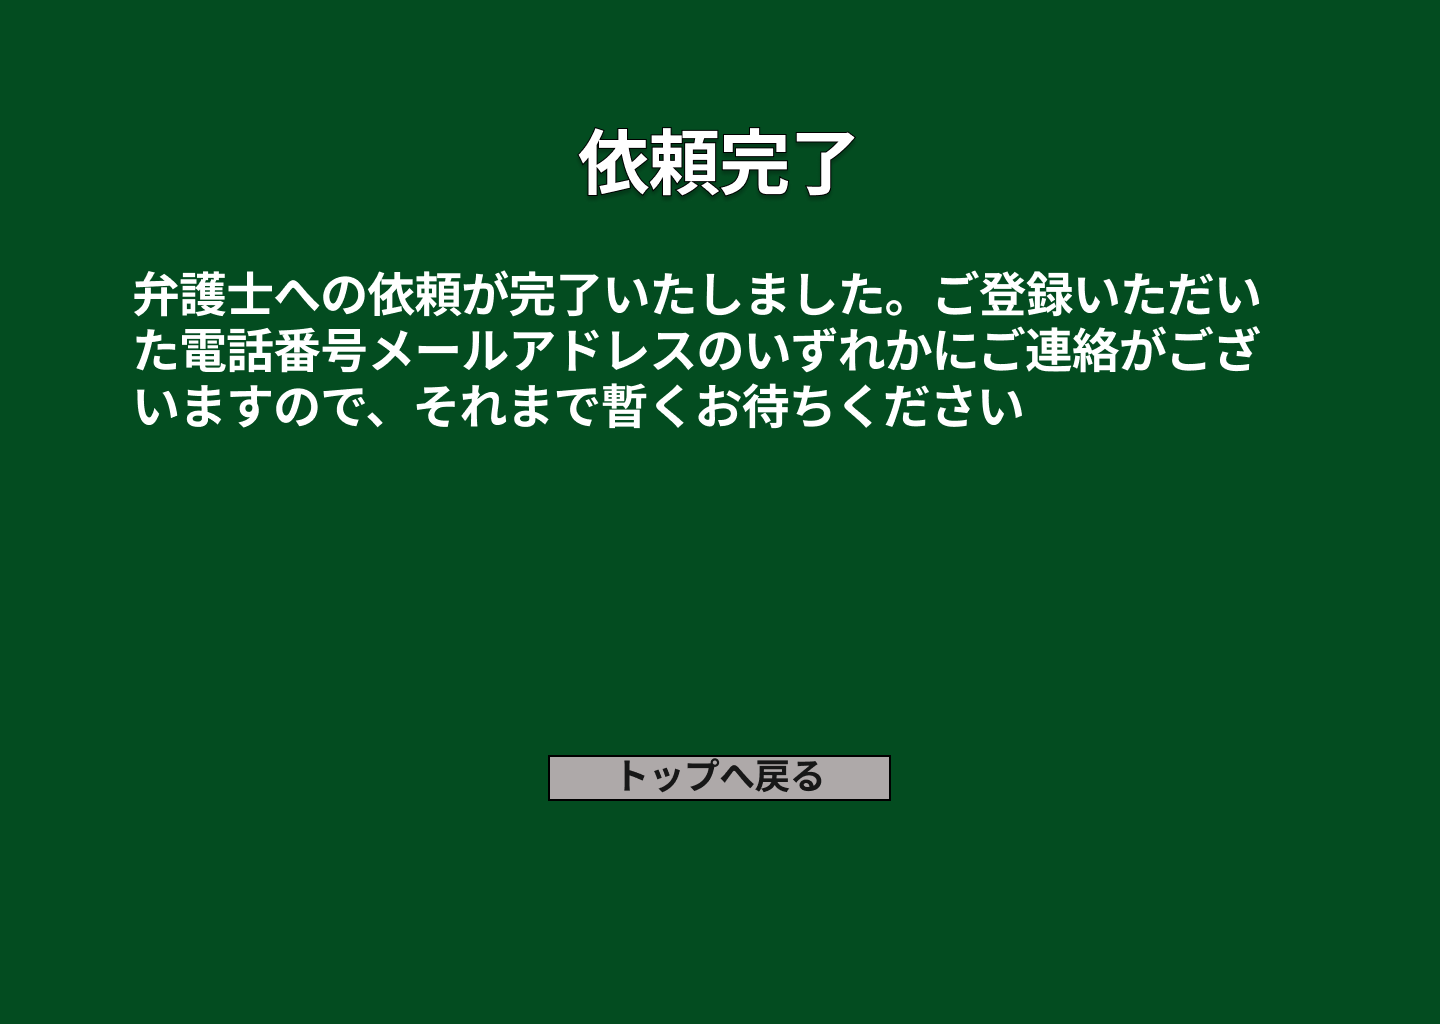 依頼完了
弁護士への依頼が完了いたしました。ご登録いただい
た電話番号メールアドレスのいずれかにご連絡がござ
いますので、それまで暫くお待ちください
トップへ戻る